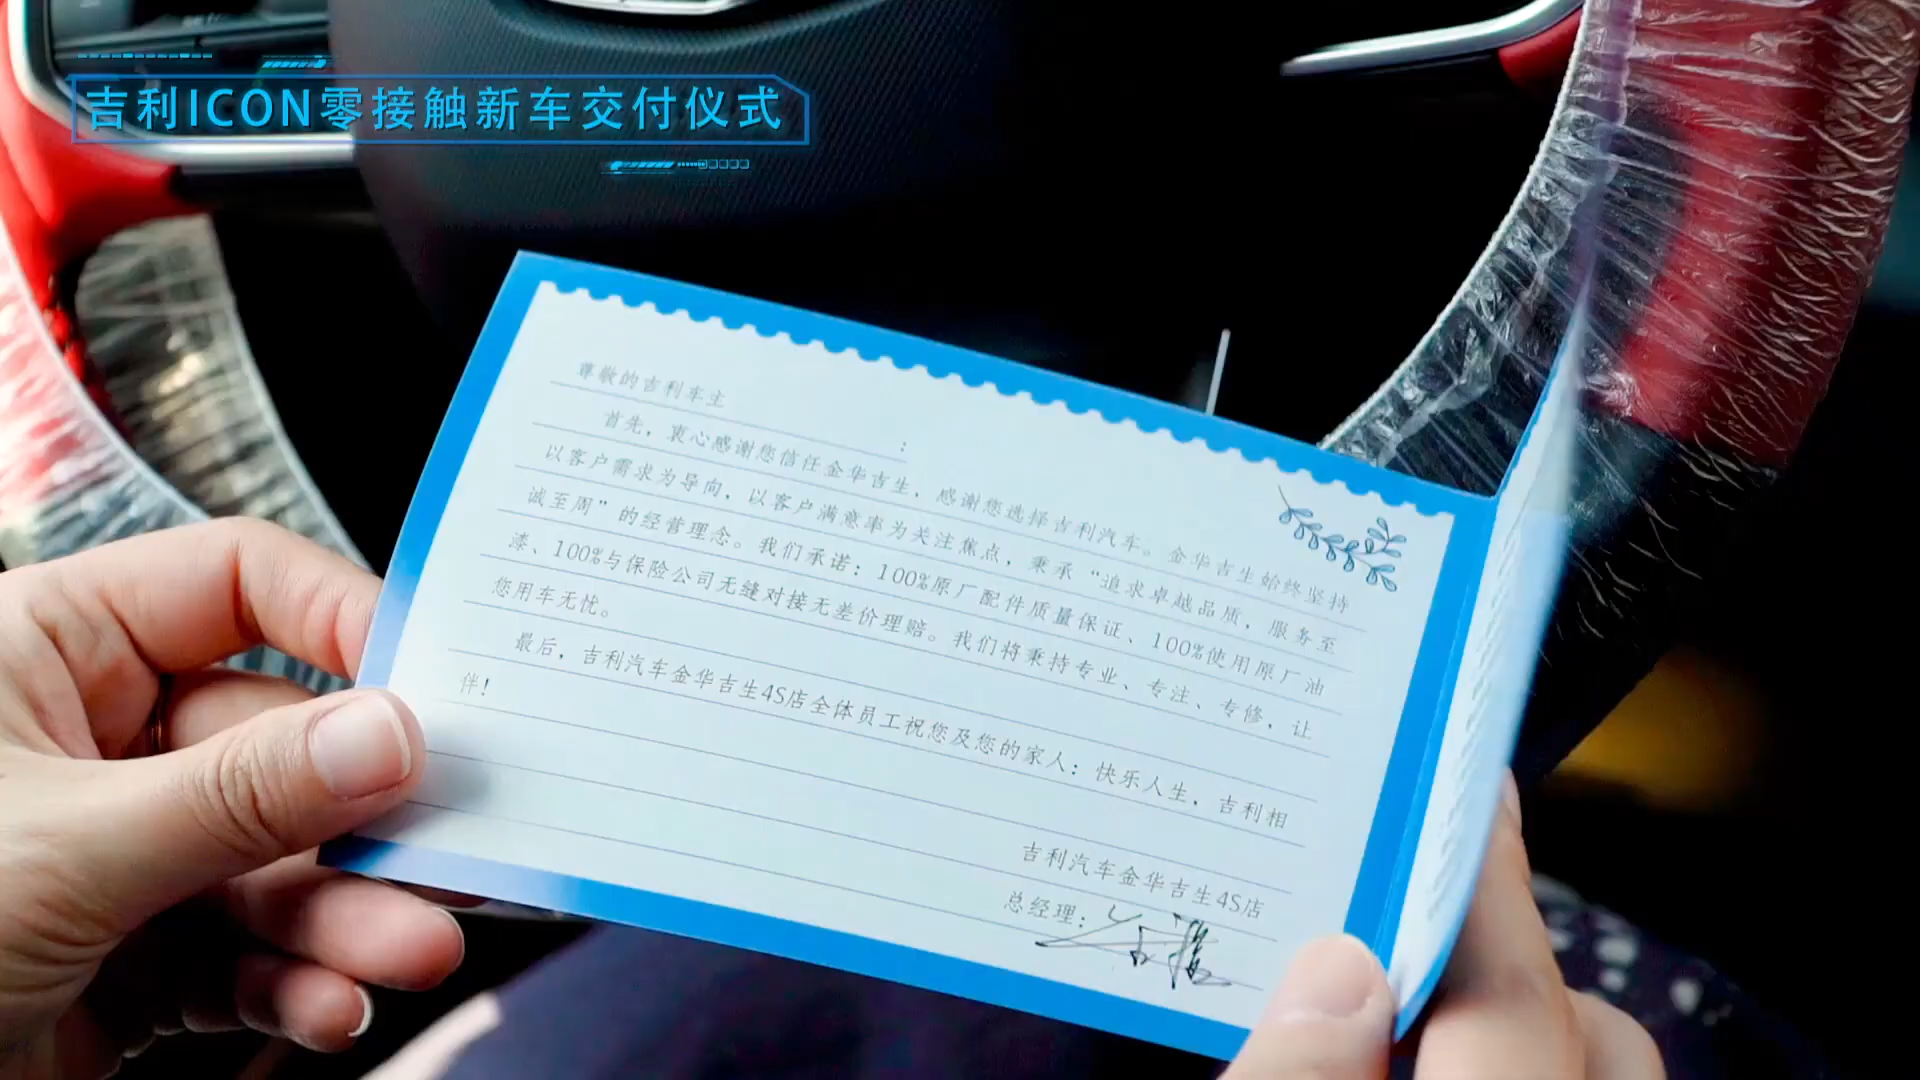 吉利ICON零接触新车交付仪式
尊敬的吉利车主
：
首先，衷心感谢您信任金华吉生，感谢您选择吉利汽车。金华吉生始终坚持
以客户需求为导向，以客户满意率为关注焦点，秉承“追求卓越品质，服务至
诚至周”的经营理念。我们承诺：100%原厂配件质量保证、100%使用原厂油
漆、100%与保险公司无缝对接无差价理赔。我们将秉持专业、专注、专修，让
您用车无忧。
最后，吉利汽车金华吉生4S店全体员工祝您及您的家人：快乐人生，吉利相
伴！
吉利汽车金华吉生4S店
总经理：